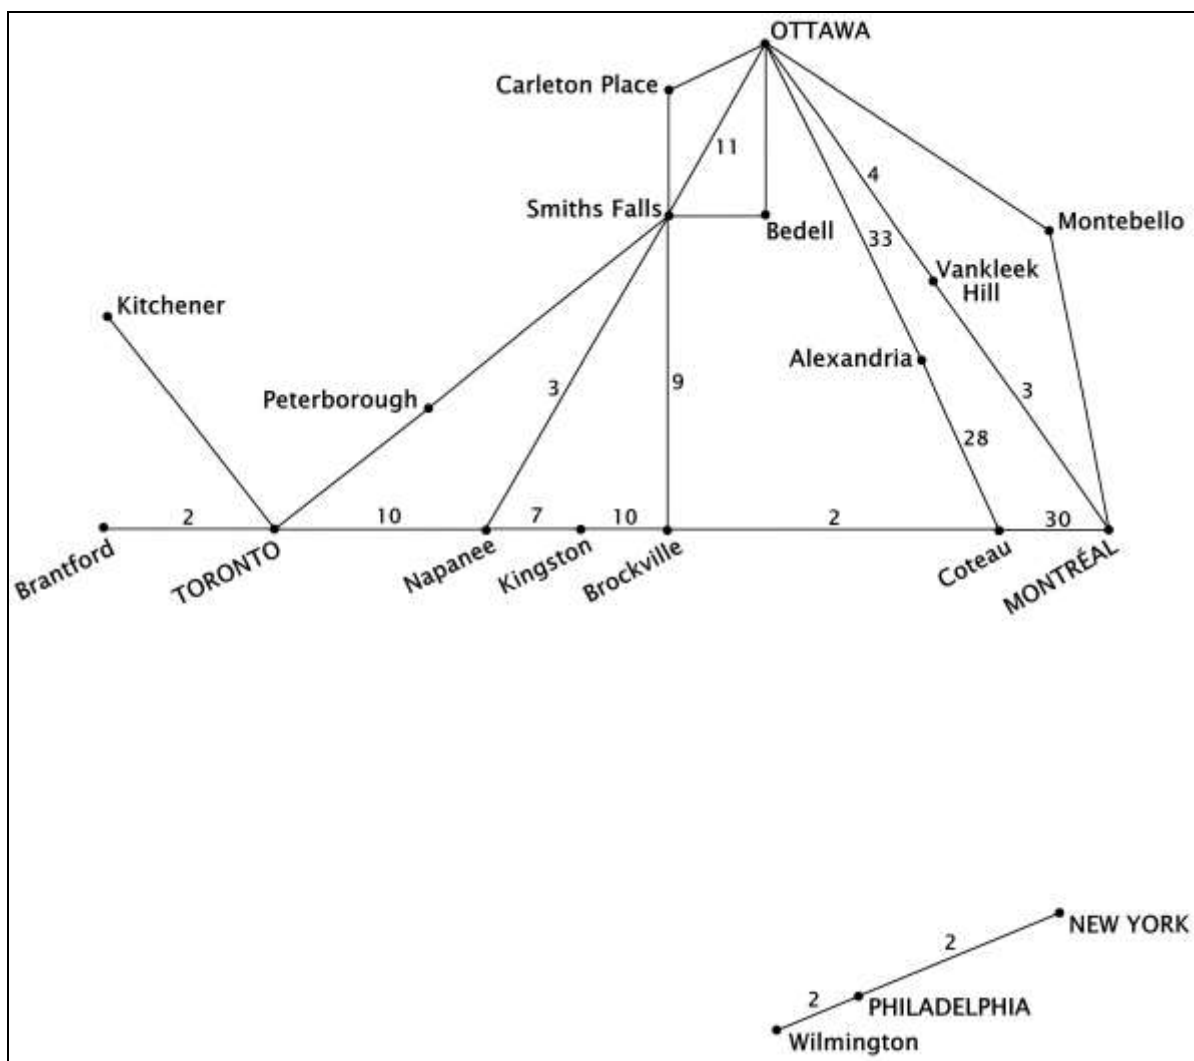 OTTAWA
Carleton Place
11
4
Smiths Falls
Bedell
Montebello
33
Vankleek
Hill
Kitchener
Alexandria
Peterborough
3
9
3
28
2
10
7
10
2
30
Brantford
TORONTO
Napanee
Kingston
Brockville
Coteau
MONTRÉAL
NEW YORK
2
2
PHILADELPHIA
Wilmington